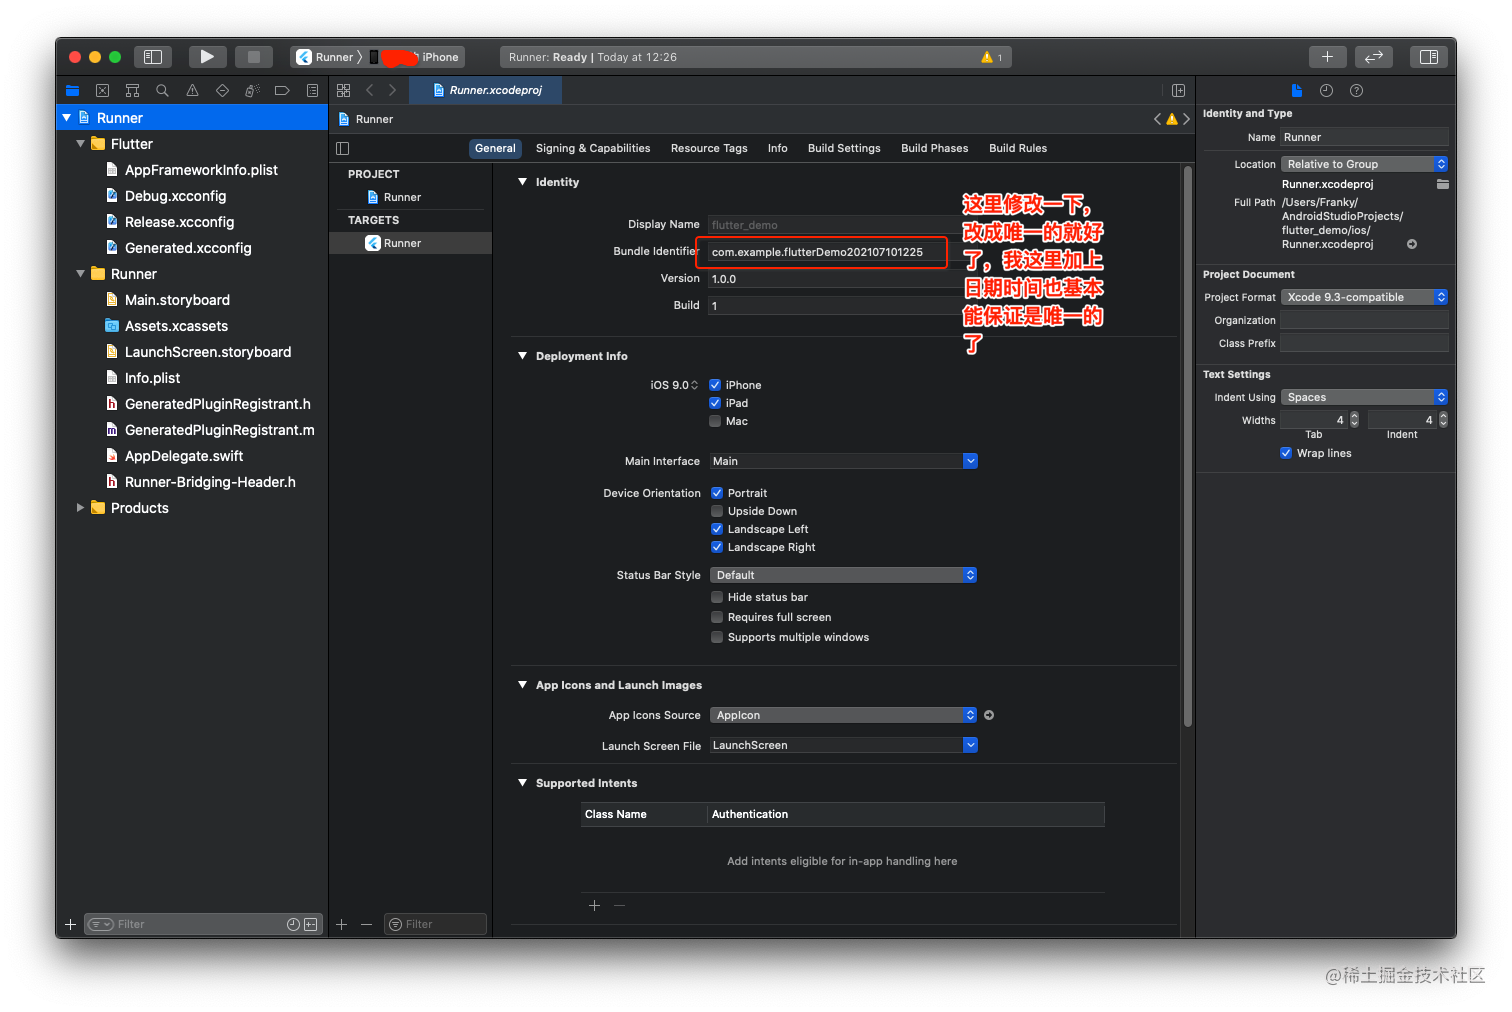 Runner
iPhone
Runner: Ready | Today at 12:26
1
Runner.xcodeproj
Runner
Flutter
AppFrameworkInfo.plist
Debug.xcconfig
Release.xcconfig
Generated.xcconfig
Runner
Main.storyboard
Assets.xcassets
LaunchScreen.storyboard
Info.plist
GeneratedPluginRegistrant.h
GeneratedPluginRegistrant.m
AppDelegate.swift
Runner-Bridging-Header.h
Products
Filter
Runner
General Signing & Capabilities Resource Tags Info Build Settings Build Phases Build Rules
PROJECT
Runner
TARGETS
Runner
Filter
Identity
Display Name flutter_demo
Bundle Identifier com.example.flutterDemo202107101225
Version 1.0.0
Build 1
这里修改一下，
改成唯一的就好
了，我这里加上
日期时间也基本
能保证是唯一的
了
Deployment Info
iOS 9.0 iPhone
iPad
Mac
Main Interface Main
Device Orientation Portrait
Upside Down
Landscape Left
Landscape Right
Status Bar Style Default
Hide status bar
Requires full screen
Supports multiple windows
App Icons and Launch Images
App Icons Source AppIcon
Launch Screen File LaunchScreen
Supported Intents
Class Name Authentication
Add intents eligible for in-app handling here
Identity and Type
Name Runner
Location Relative to Group
Runner.xcodeproj
Full Path /Users/Franky/
AndroidStudioProjects/
flutter_demo/ios/
Runner.xcodeproj
Project Document
Project Format Xcode 9.3-compatible
Organization
Class Prefix
Text Settings
Indent Using Spaces
Widths 4 4
Tab Indent
Wrap lines
@稀土掘金技术社区